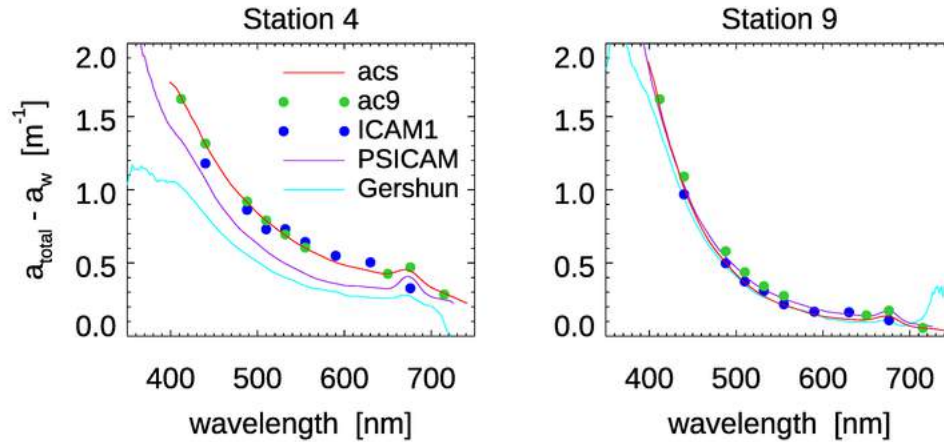 Station 4
Station 9
a_total - a_w [m⁻¹]
2.0
1.5
1.0
0.5
0.0
acs
ac9
ICAM1
PSICAM
Gershun
400 500 600 700
wavelength [nm]
2.0
1.5
1.0
0.5
0.0
400 500 600 700
wavelength [nm]